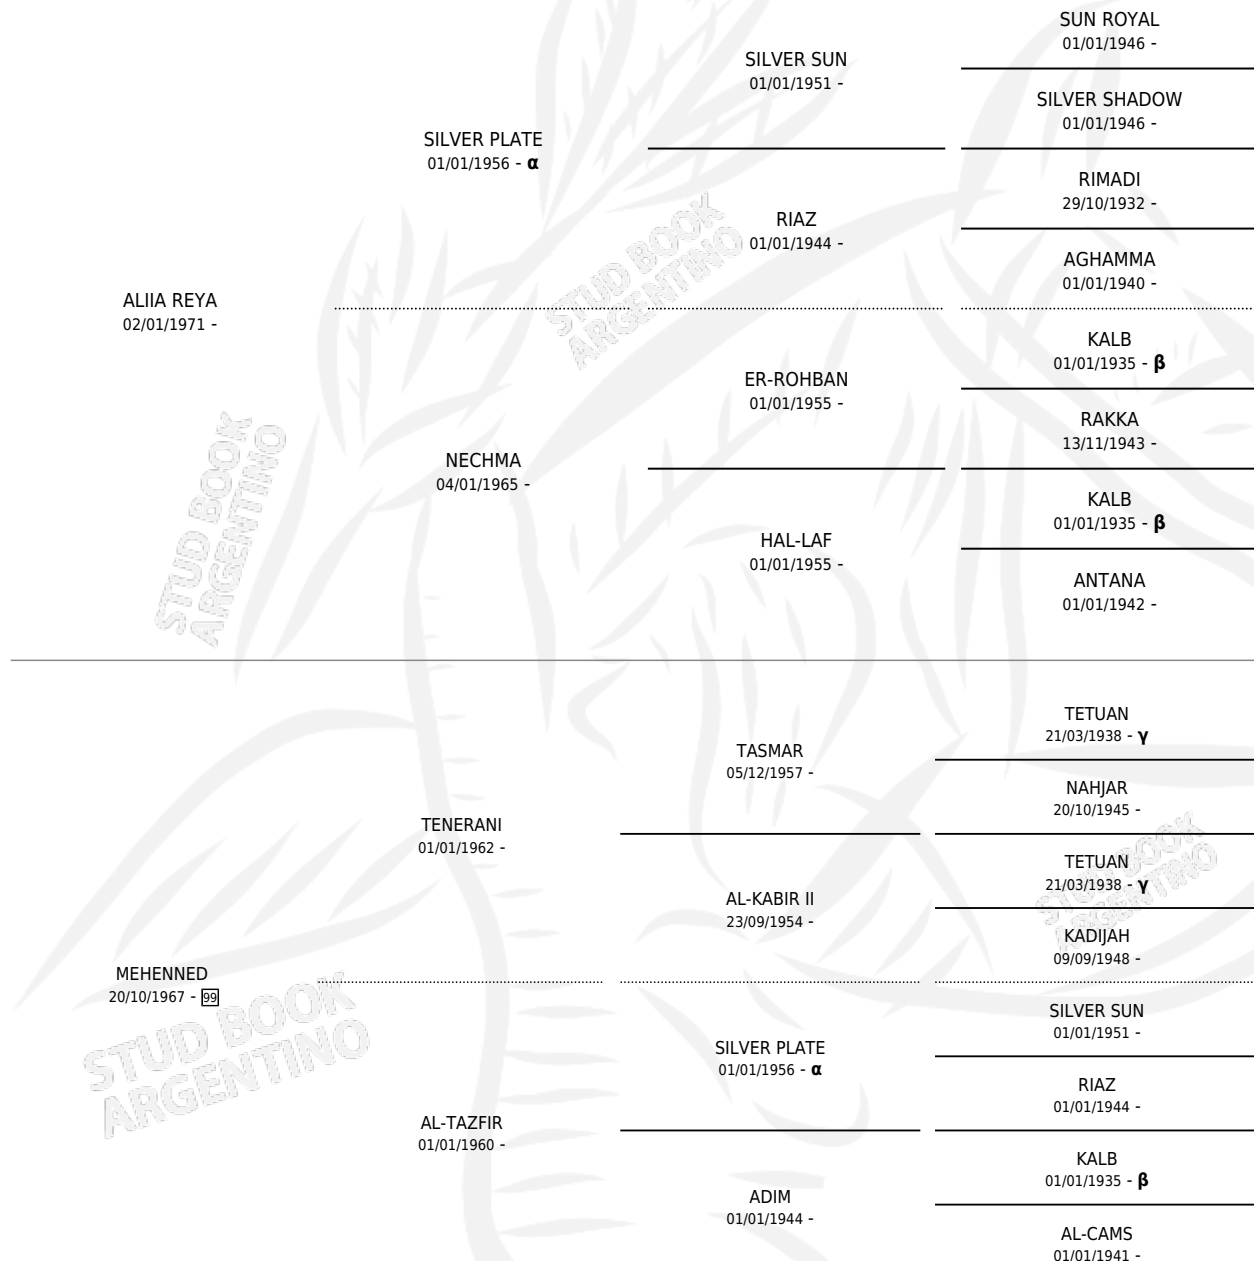 SUN ROYAL
01/01/1946 -
SILVER SUN
01/01/1951 -
SILVER SHADOW
01/01/1946 -
SILVER PLATE
01/01/1956 - α
RIMADI
29/10/1932 -
RIAZ
01/01/1944 -
AGHAMMA
01/01/1940 -
ALIIA REYA
02/01/1971 -
KALB
01/01/1935 - β
ER-ROHBAN
01/01/1955 -
RAKKA
13/11/1943 -
NECHMA
04/01/1965 -
KALB
01/01/1935 - β
HAL-LAF
01/01/1955 -
ANTANA
01/01/1942 -
TETUAN
21/03/1938 - γ
TASMAR
05/12/1957 -
NAHJAR
20/10/1945 -
TENERANI
01/01/1962 -
TETUAN
21/03/1938 - γ
AL-KABIR II
23/09/1954 -
KADIJAH
09/09/1948 -
MEHENNED
20/10/1967 - 99
SILVER SUN
01/01/1951 -
SILVER PLATE
01/01/1956 - α
RIAZ
01/01/1944 -
AL-TAZFIR
01/01/1960 -
KALB
01/01/1935 - β
ADIM
01/01/1944 -
AL-CAMS
01/01/1941 -
STUD BOOK
ARGENTINO
STUD BOOK
ARGENTINO
STUD BOOK
ARGENTINO
STUD BOOK
ARGENTINO